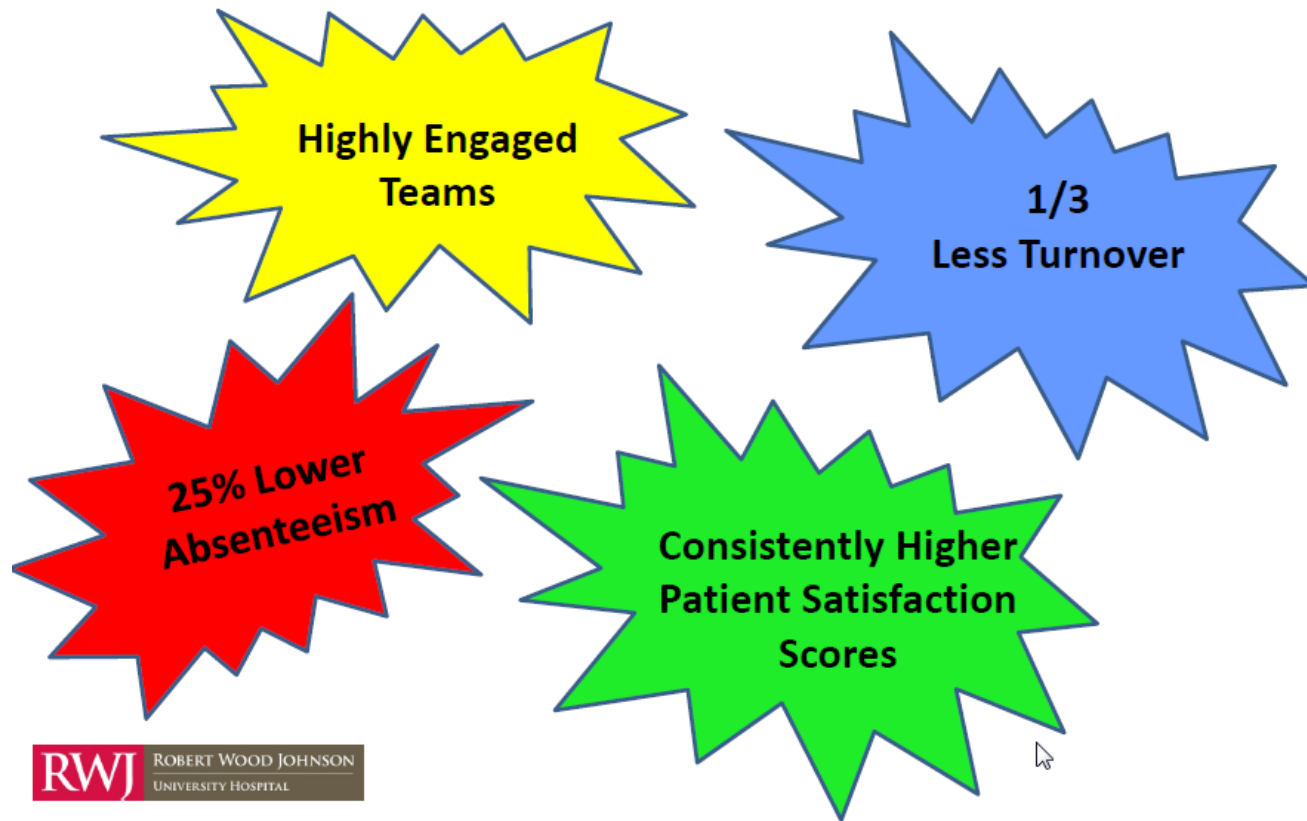 Highly Engaged
Teams
1/3
Less Turnover
25% Lower
Absenteeism
Consistently Higher
Patient Satisfaction
Scores
RWJ
ROBERT WOOD JOHNSON
UNIVERSITY HOSPITAL